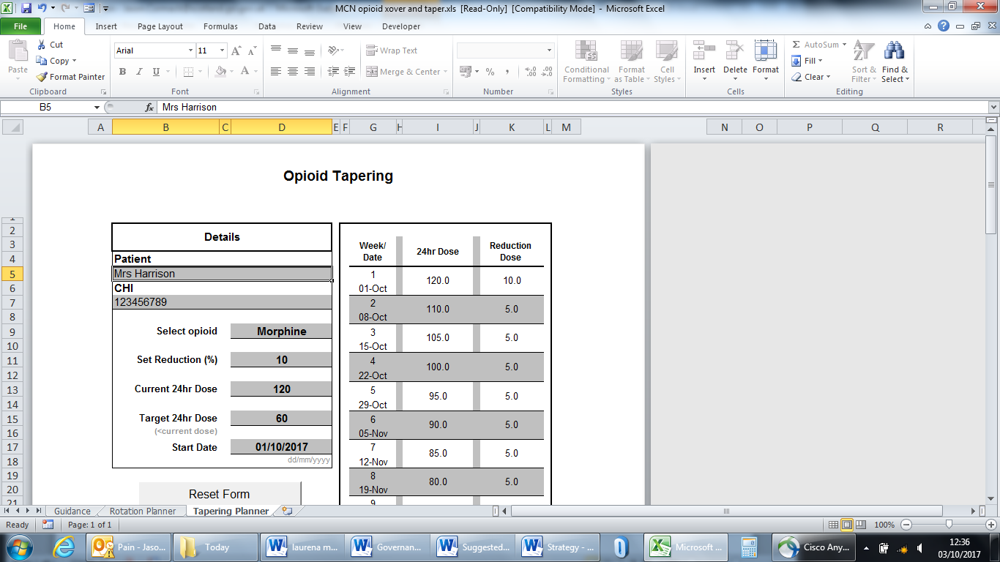 MCN opioid xover and taper.xls [Read-Only] [Compatibility Mode] - Microsoft Excel
File Home Insert Page Layout Formulas Data Review View Developer
Paste
Cut
Copy
Format Painter
Clipboard
Arial 11
B I U
Font
Wrap Text
Merge & Center
Alignment
Number
Conditional Formatting
Format as Table
Cell Styles
Styles
Insert Delete Format
Cells
AutoSum
Fill
Clear
Sort & Filter
Find & Select
Editing
B5 fx Mrs Harrison
A B C D E F G H I J K L M N O P Q R
Opioid Tapering
1
2
3
4
5
6
7
8
9
10
11
12
13
14
15
16
17
18
19
20
21
Details
Patient
Mrs Harrison
CHI
123456789
Select opioid Morphine
Set Reduction (%) 10
Current 24hr Dose 120
Target 24hr Dose 60
(<current dose)
Start Date 01/10/2017
dd/mm/yyyy
Reset Form
Week/ Date 24hr Dose Reduction Dose
1
01-Oct 120.0 10.0
2
08-Oct 110.0 5.0
3
15-Oct 105.0 5.0
4
22-Oct 100.0 5.0
5
29-Oct 95.0 5.0
6
05-Nov 90.0 5.0
7
12-Nov 85.0 5.0
8
19-Nov 80.0 5.0
9
Guidance Rotation Planner Tapering Planner
Ready Page: 1 of 1 100%
Pain - Jaso... Today laurena m... Governan... Suggested... Strategy - ... Microsoft ... Cisco Any... 12:36
03/10/2017